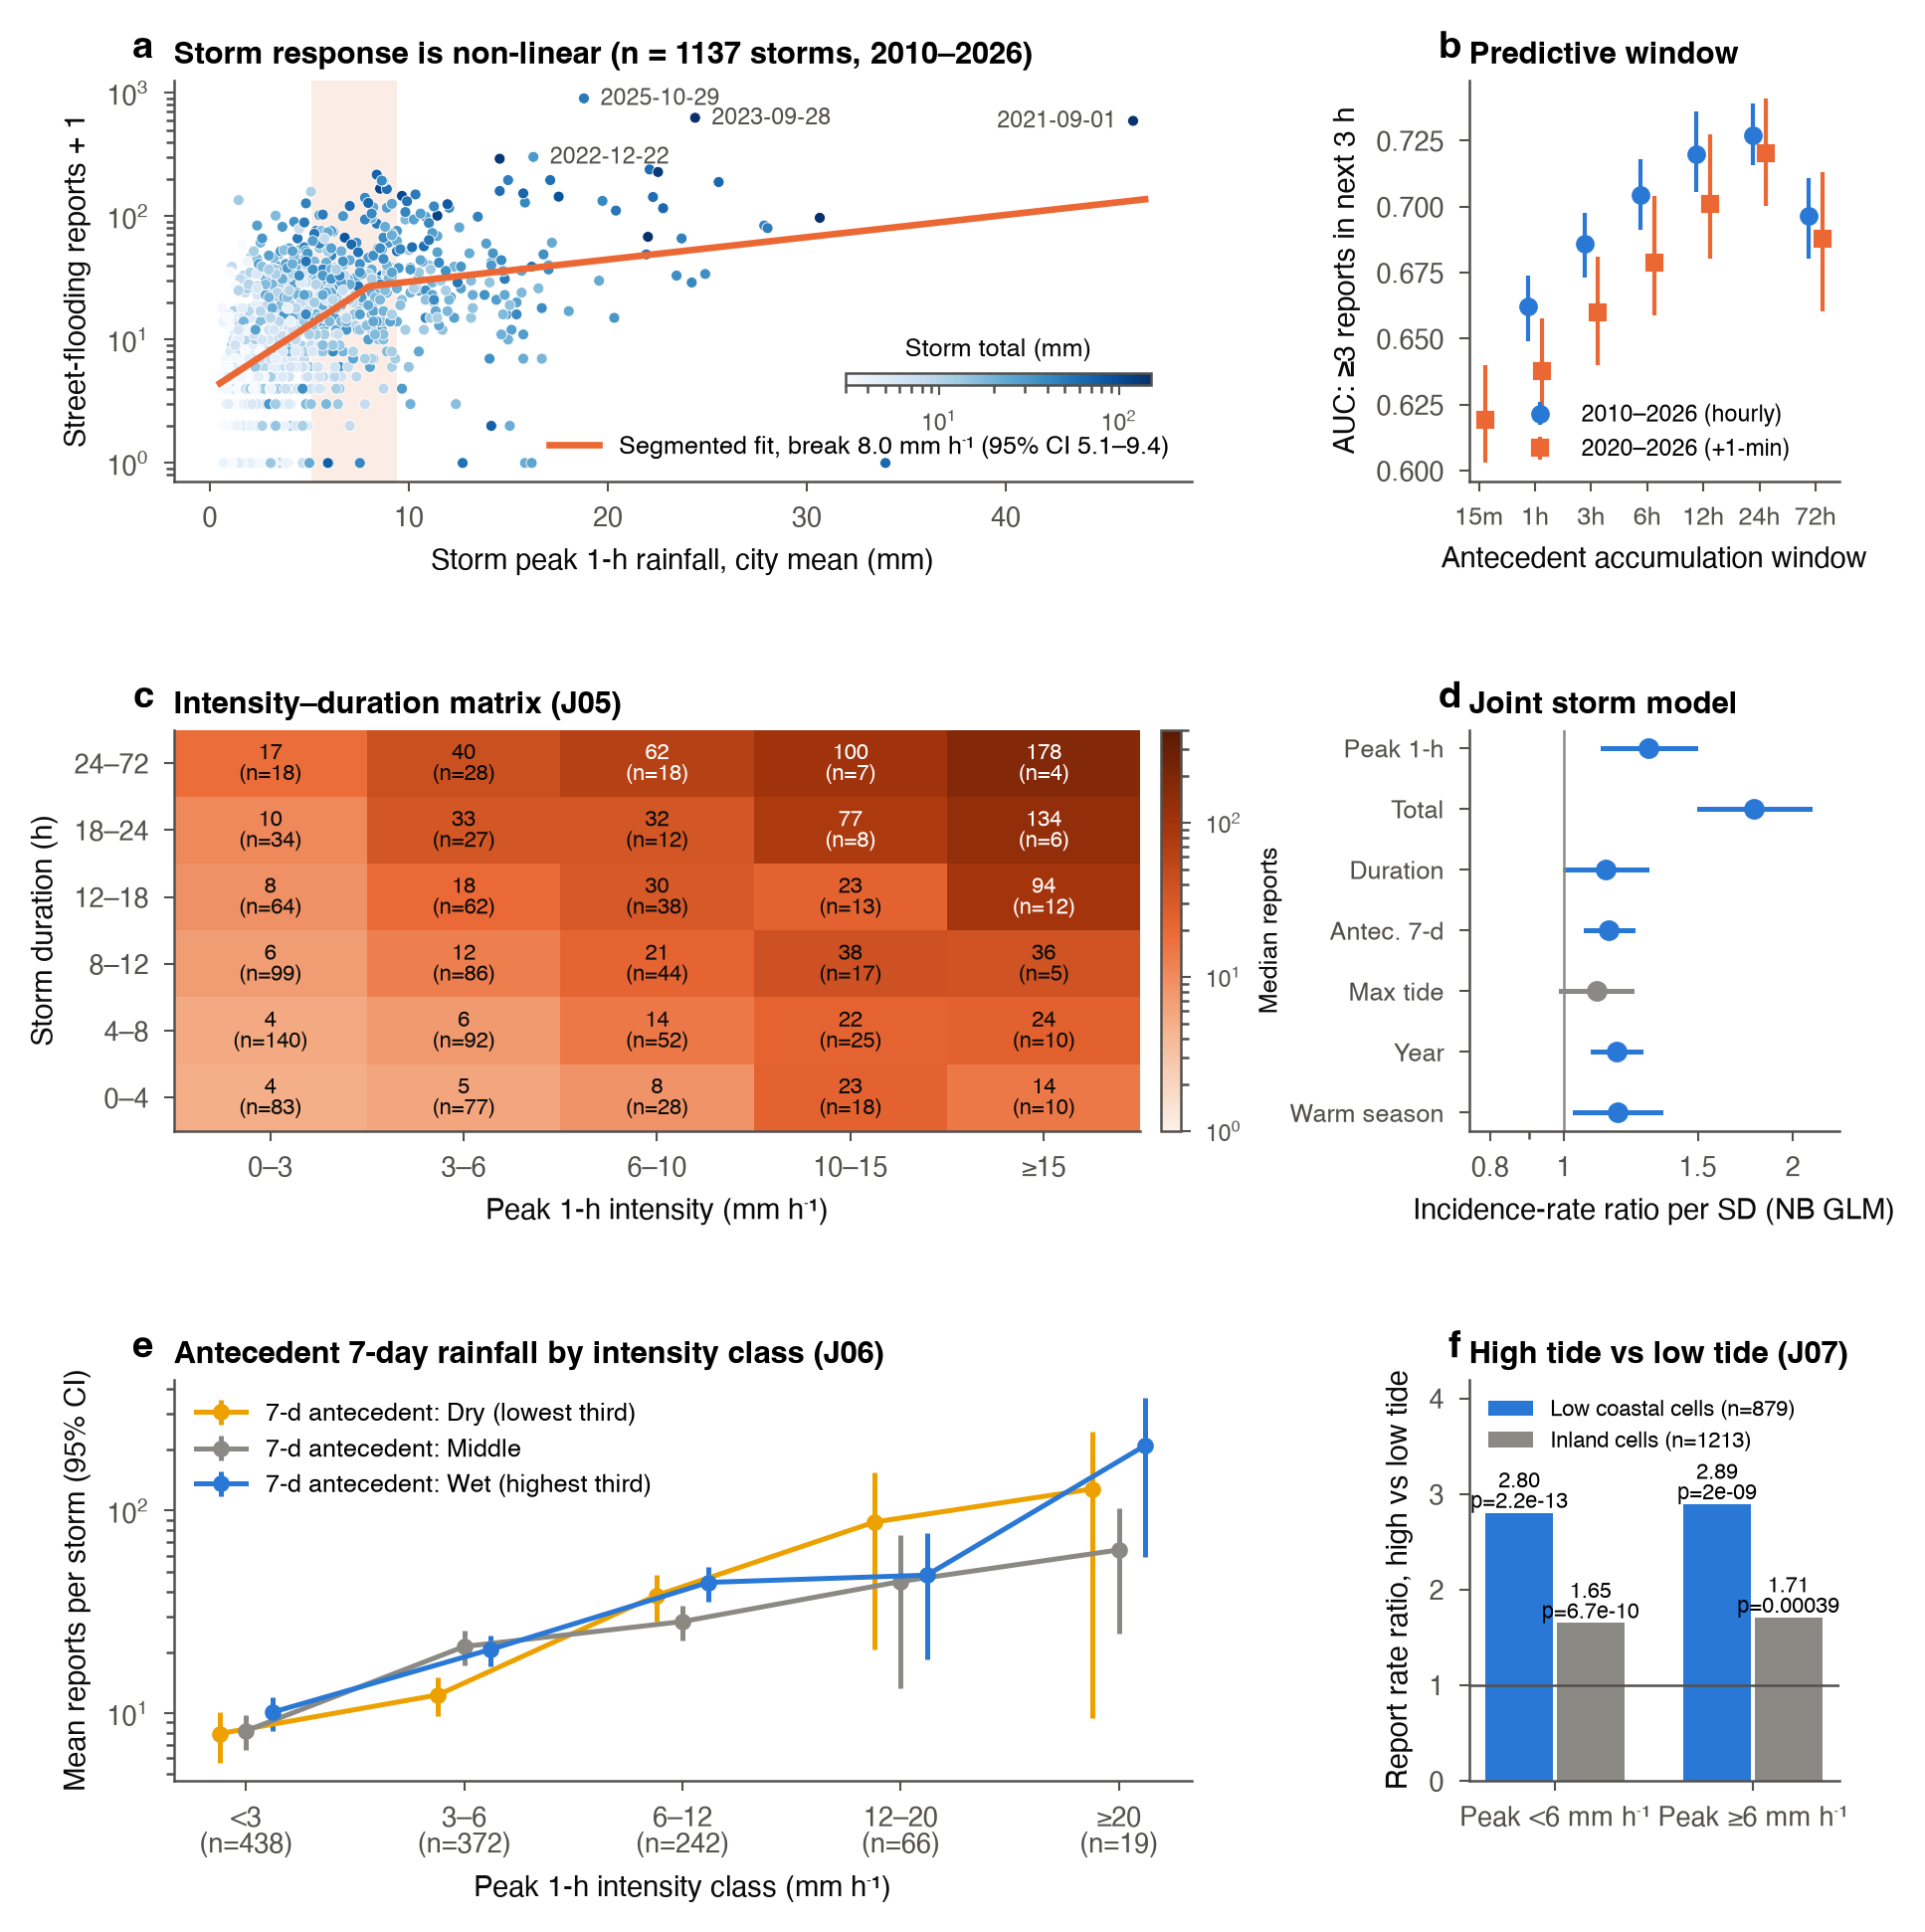 a Storm response is non-linear (n = 1137 storms, 2010–2026)
Street-flooding reports + 1
10³
10²
10¹
10⁰
2025-10-29
2023-09-28
2021-09-01
2022-12-22
Storm total (mm)
10¹ 10²
Segmented fit, break 8.0 mm h⁻¹ (95% CI 5.1–9.4)
0 10 20 30 40
Storm peak 1-h rainfall, city mean (mm)
b Predictive window
AUC: ≥3 reports in next 3 h
0.725
0.700
0.675
0.650
0.625
0.600
2010–2026 (hourly)
2020–2026 (+1-min)
15m 1h 3h 6h 12h 24h 72h
Antecedent accumulation window
c Intensity–duration matrix (J05)
Storm duration (h)
24–72
17 40 62 100 178
(n=18) (n=28) (n=18) (n=7) (n=4)
18–24
10 33 32 77 134
(n=34) (n=27) (n=12) (n=8) (n=6)
12–18
8 18 30 23 94
(n=64) (n=62) (n=38) (n=13) (n=12)
8–12
6 12 21 38 36
(n=99) (n=86) (n=44) (n=17) (n=5)
4–8
4 6 14 22 24
(n=140) (n=92) (n=52) (n=25) (n=10)
0–4
4 5 8 23 14
(n=83) (n=77) (n=28) (n=18) (n=10)
0–3 3–6 6–10 10–15 ≥15
Peak 1-h intensity (mm h⁻¹)
10²
10¹
10⁰
Median reports
d Joint storm model
Peak 1-h
Total
Duration
Antec. 7-d
Max tide
Year
Warm season
0.8 1 1.5 2
Incidence-rate ratio per SD (NB GLM)
e Antecedent 7-day rainfall by intensity class (J06)
Mean reports per storm (95% CI)
7-d antecedent: Dry (lowest third)
7-d antecedent: Middle
7-d antecedent: Wet (highest third)
10²
10¹
<3 3–6 6–12 12–20 ≥20
(n=438) (n=372) (n=242) (n=66) (n=19)
Peak 1-h intensity class (mm h⁻¹)
f High tide vs low tide (J07)
Report rate ratio, high vs low tide
4
3
2
1
0
Low coastal cells (n=879)
Inland cells (n=1213)
2.80
p=2.2e-13
2.89
p=2e-09
1.65
p=6.7e-10
1.71
p=0.00039
Peak <6 mm h⁻¹ Peak ≥6 mm h⁻¹